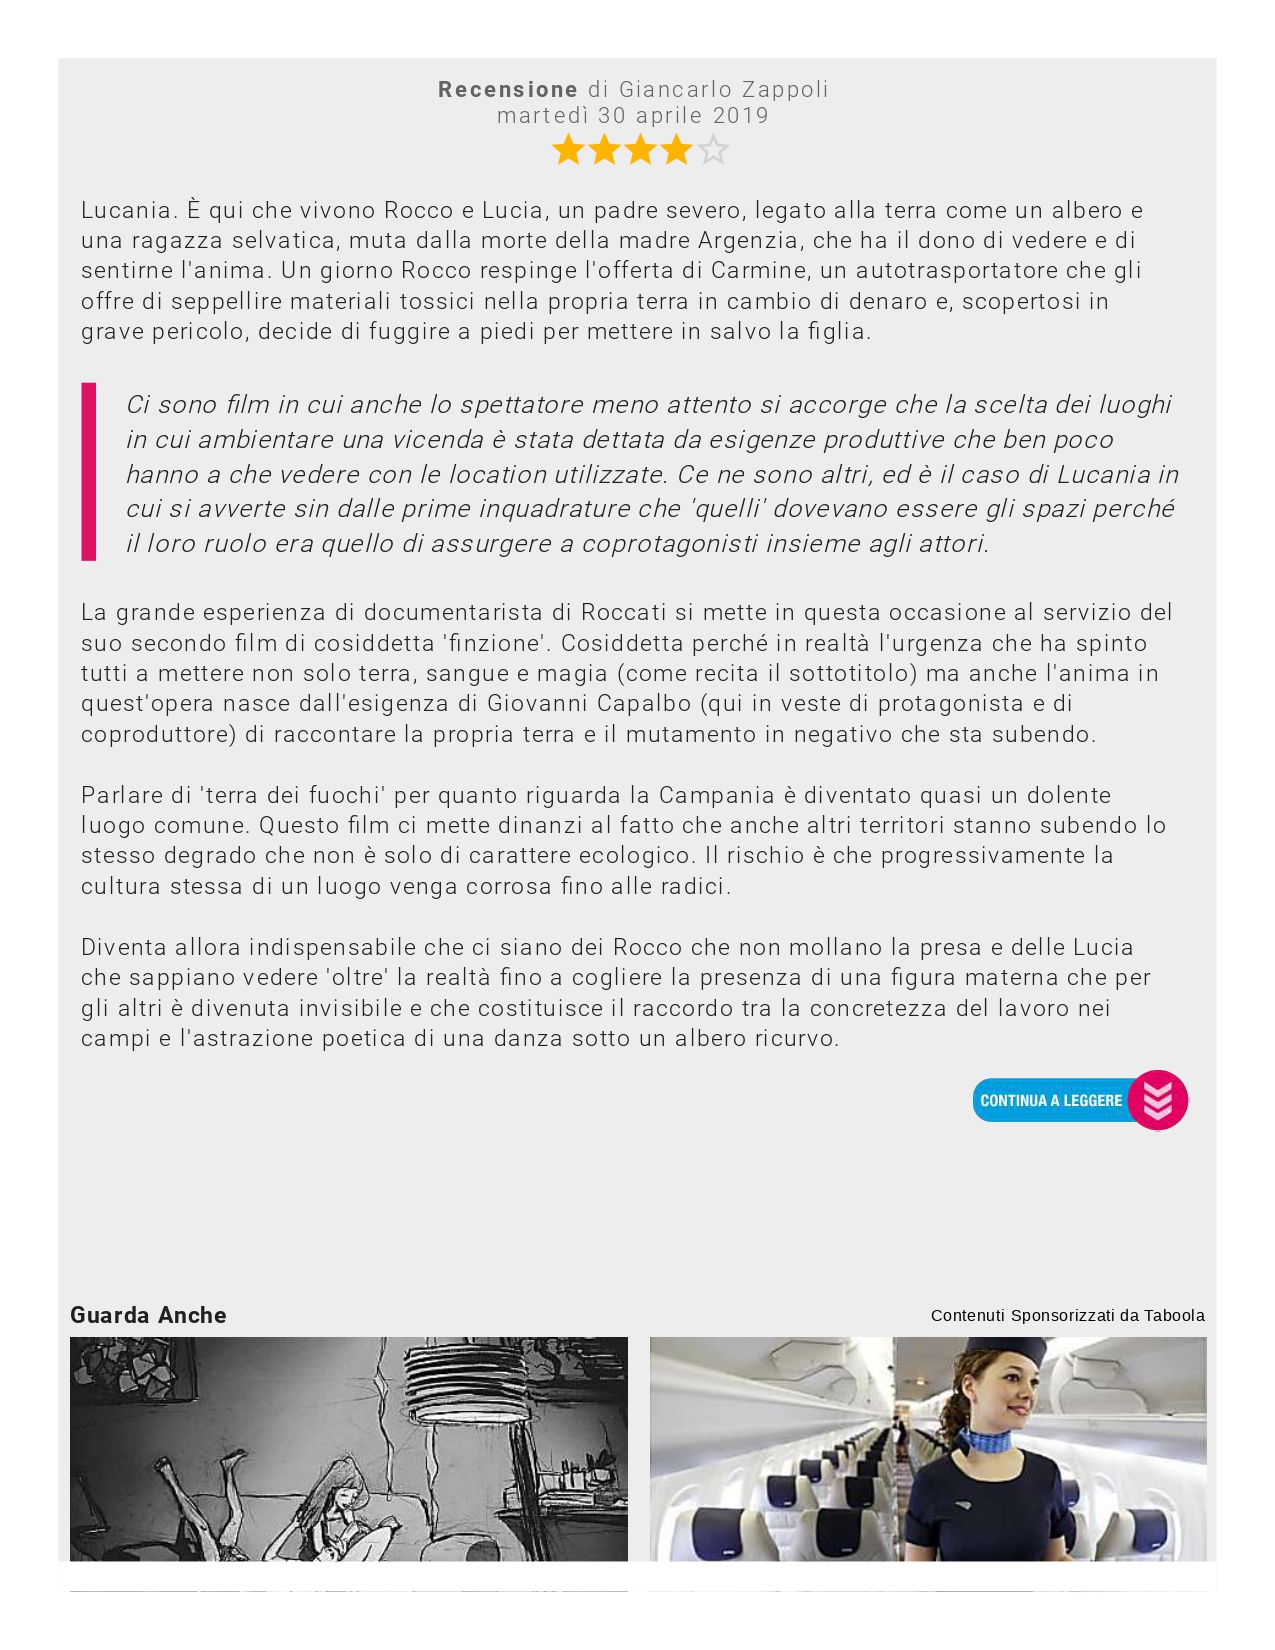 Recensione di Giancarlo Zappoli
martedì 30 aprile 2019
Lucania. È qui che vivono Rocco e Lucia, un padre severo, legato alla terra come un albero e
una ragazza selvatica, muta dalla morte della madre Argenzia, che ha il dono di vedere e di
sentirne l'anima. Un giorno Rocco respinge l'offerta di Carmine, un autotrasportatore che gli
offre di seppellire materiali tossici nella propria terra in cambio di denaro e, scopertosi in
grave pericolo, decide di fuggire a piedi per mettere in salvo la figlia.
Ci sono film in cui anche lo spettatore meno attento si accorge che la scelta dei luoghi
in cui ambientare una vicenda è stata dettata da esigenze produttive che ben poco
hanno a che vedere con le location utilizzate. Ce ne sono altri, ed è il caso di Lucania in
cui si avverte sin dalle prime inquadrature che 'quelli' dovevano essere gli spazi perché
il loro ruolo era quello di assurgere a coprotagonisti insieme agli attori.
La grande esperienza di documentarista di Roccati si mette in questa occasione al servizio del
suo secondo film di cosiddetta 'finzione'. Cosiddetta perché in realtà l'urgenza che ha spinto
tutti a mettere non solo terra, sangue e magia (come recita il sottotitolo) ma anche l'anima in
quest'opera nasce dall'esigenza di Giovanni Capalbo (qui in veste di protagonista e di
coproduttore) di raccontare la propria terra e il mutamento in negativo che sta subendo.
Parlare di 'terra dei fuochi' per quanto riguarda la Campania è diventato quasi un dolente
luogo comune. Questo film ci mette dinanzi al fatto che anche altri territori stanno subendo lo
stesso degrado che non è solo di carattere ecologico. Il rischio è che progressivamente la
cultura stessa di un luogo venga corrosa fino alle radici.
Diventa allora indispensabile che ci siano dei Rocco che non mollano la presa e delle Lucia
che sappiano vedere 'oltre' la realtà fino a cogliere la presenza di una figura materna che per
gli altri è divenuta invisibile e che costituisce il raccordo tra la concretezza del lavoro nei
campi e l'astrazione poetica di una danza sotto un albero ricurvo.
CONTINUA A LEGGERE
Guarda Anche
Contenuti Sponsorizzati da Taboola